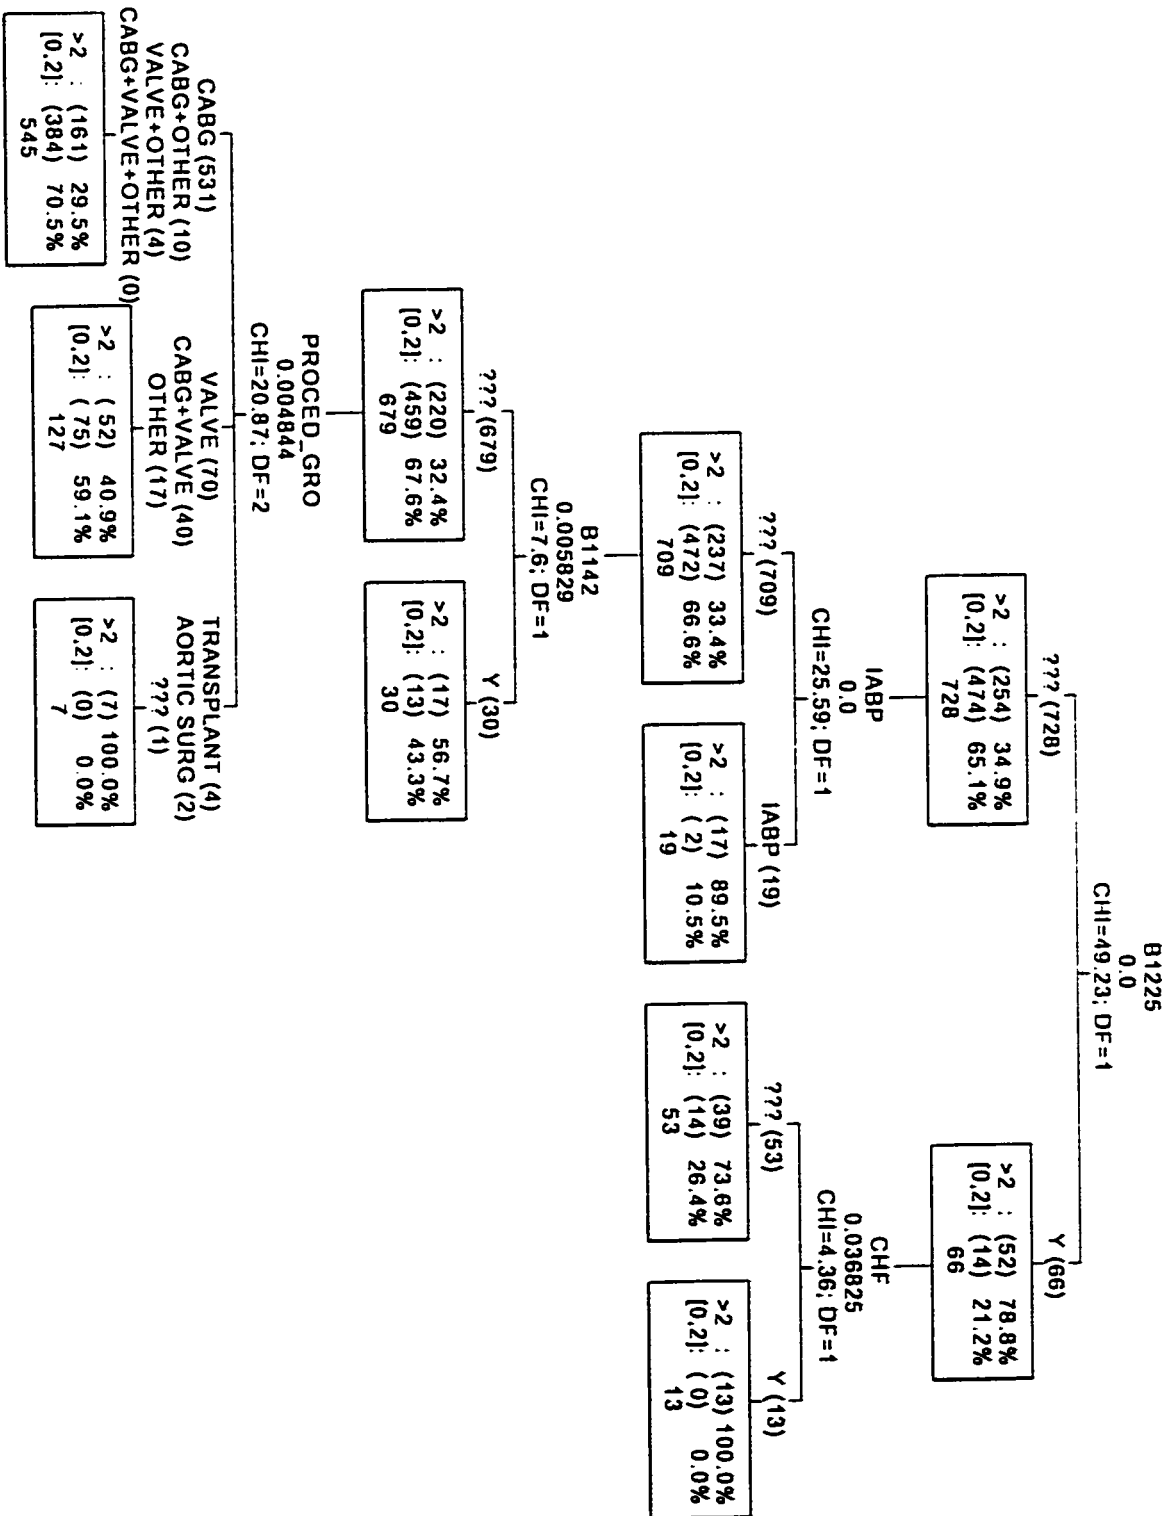 B1225
0.0
CHI=49.23; DF=1
??? (728)
>2 : (254) 34.9%
[0,2]: (474) 65.1%
728
Y (66)
>2 : (52) 78.8%
[0,2]: (14) 21.2%
66
IABP
0.0
CHI=25.59; DF=1
CHF
0.036825
CHI=4.36; DF=1
??? (709)
>2 : (237) 33.4%
[0,2]: (472) 66.6%
709
IABP (19)
>2 : (17) 89.5%
[0,2]: ( 2) 10.5%
19
??? (53)
>2 : (39) 73.6%
[0,2]: (14) 26.4%
53
Y (13)
>2 : (13) 100.0%
[0,2]: ( 0) 0.0%
13
B1142
0.005829
CHI=7.6; DF=1
??? (679)
>2 : (220) 32.4%
[0,2]: (459) 67.6%
679
Y (30)
>2 : (17) 56.7%
[0,2]: (13) 43.3%
30
PROCED_GRO
0.004844
CHI=20.87; DF=2
CABG (531)
CABG+OTHER (10)
VALVE+OTHER (4)
CABG+VALVE+OTHER (0)
>2 : (161) 29.5%
[0,2]: (384) 70.5%
545
VALVE (70)
CABG+VALVE (40)
OTHER (17)
>2 : ( 52) 40.9%
[0,2]: ( 75) 59.1%
127
TRANSPLANT (4)
AORTIC SURG (2)
??? (1)
>2 : (7) 100.0%
[0,2]: (0) 0.0%
7